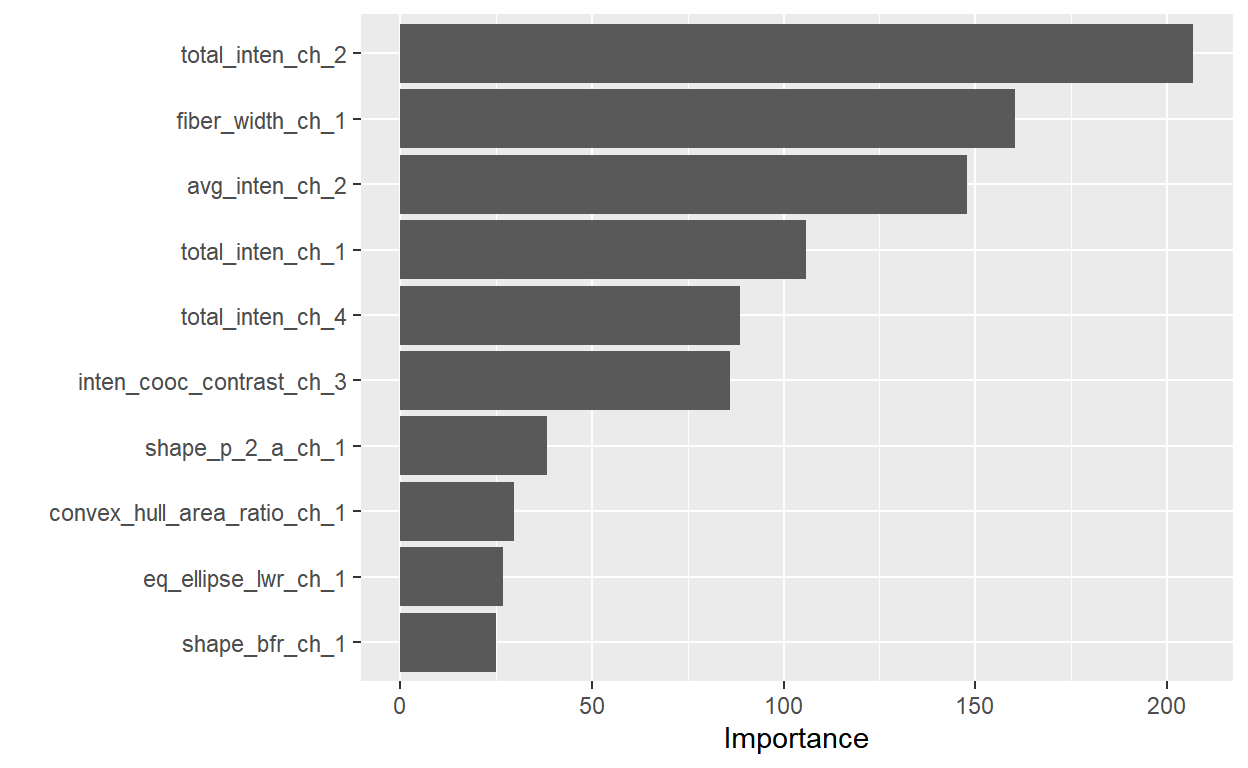 total_inten_ch_2
fiber_width_ch_1
avg_inten_ch_2
total_inten_ch_1
total_inten_ch_4
inten_cooc_contrast_ch_3
shape_p_2_a_ch_1
convex_hull_area_ratio_ch_1
eq_ellipse_lwr_ch_1
shape_bfr_ch_1
0 50 100 150 200
Importance